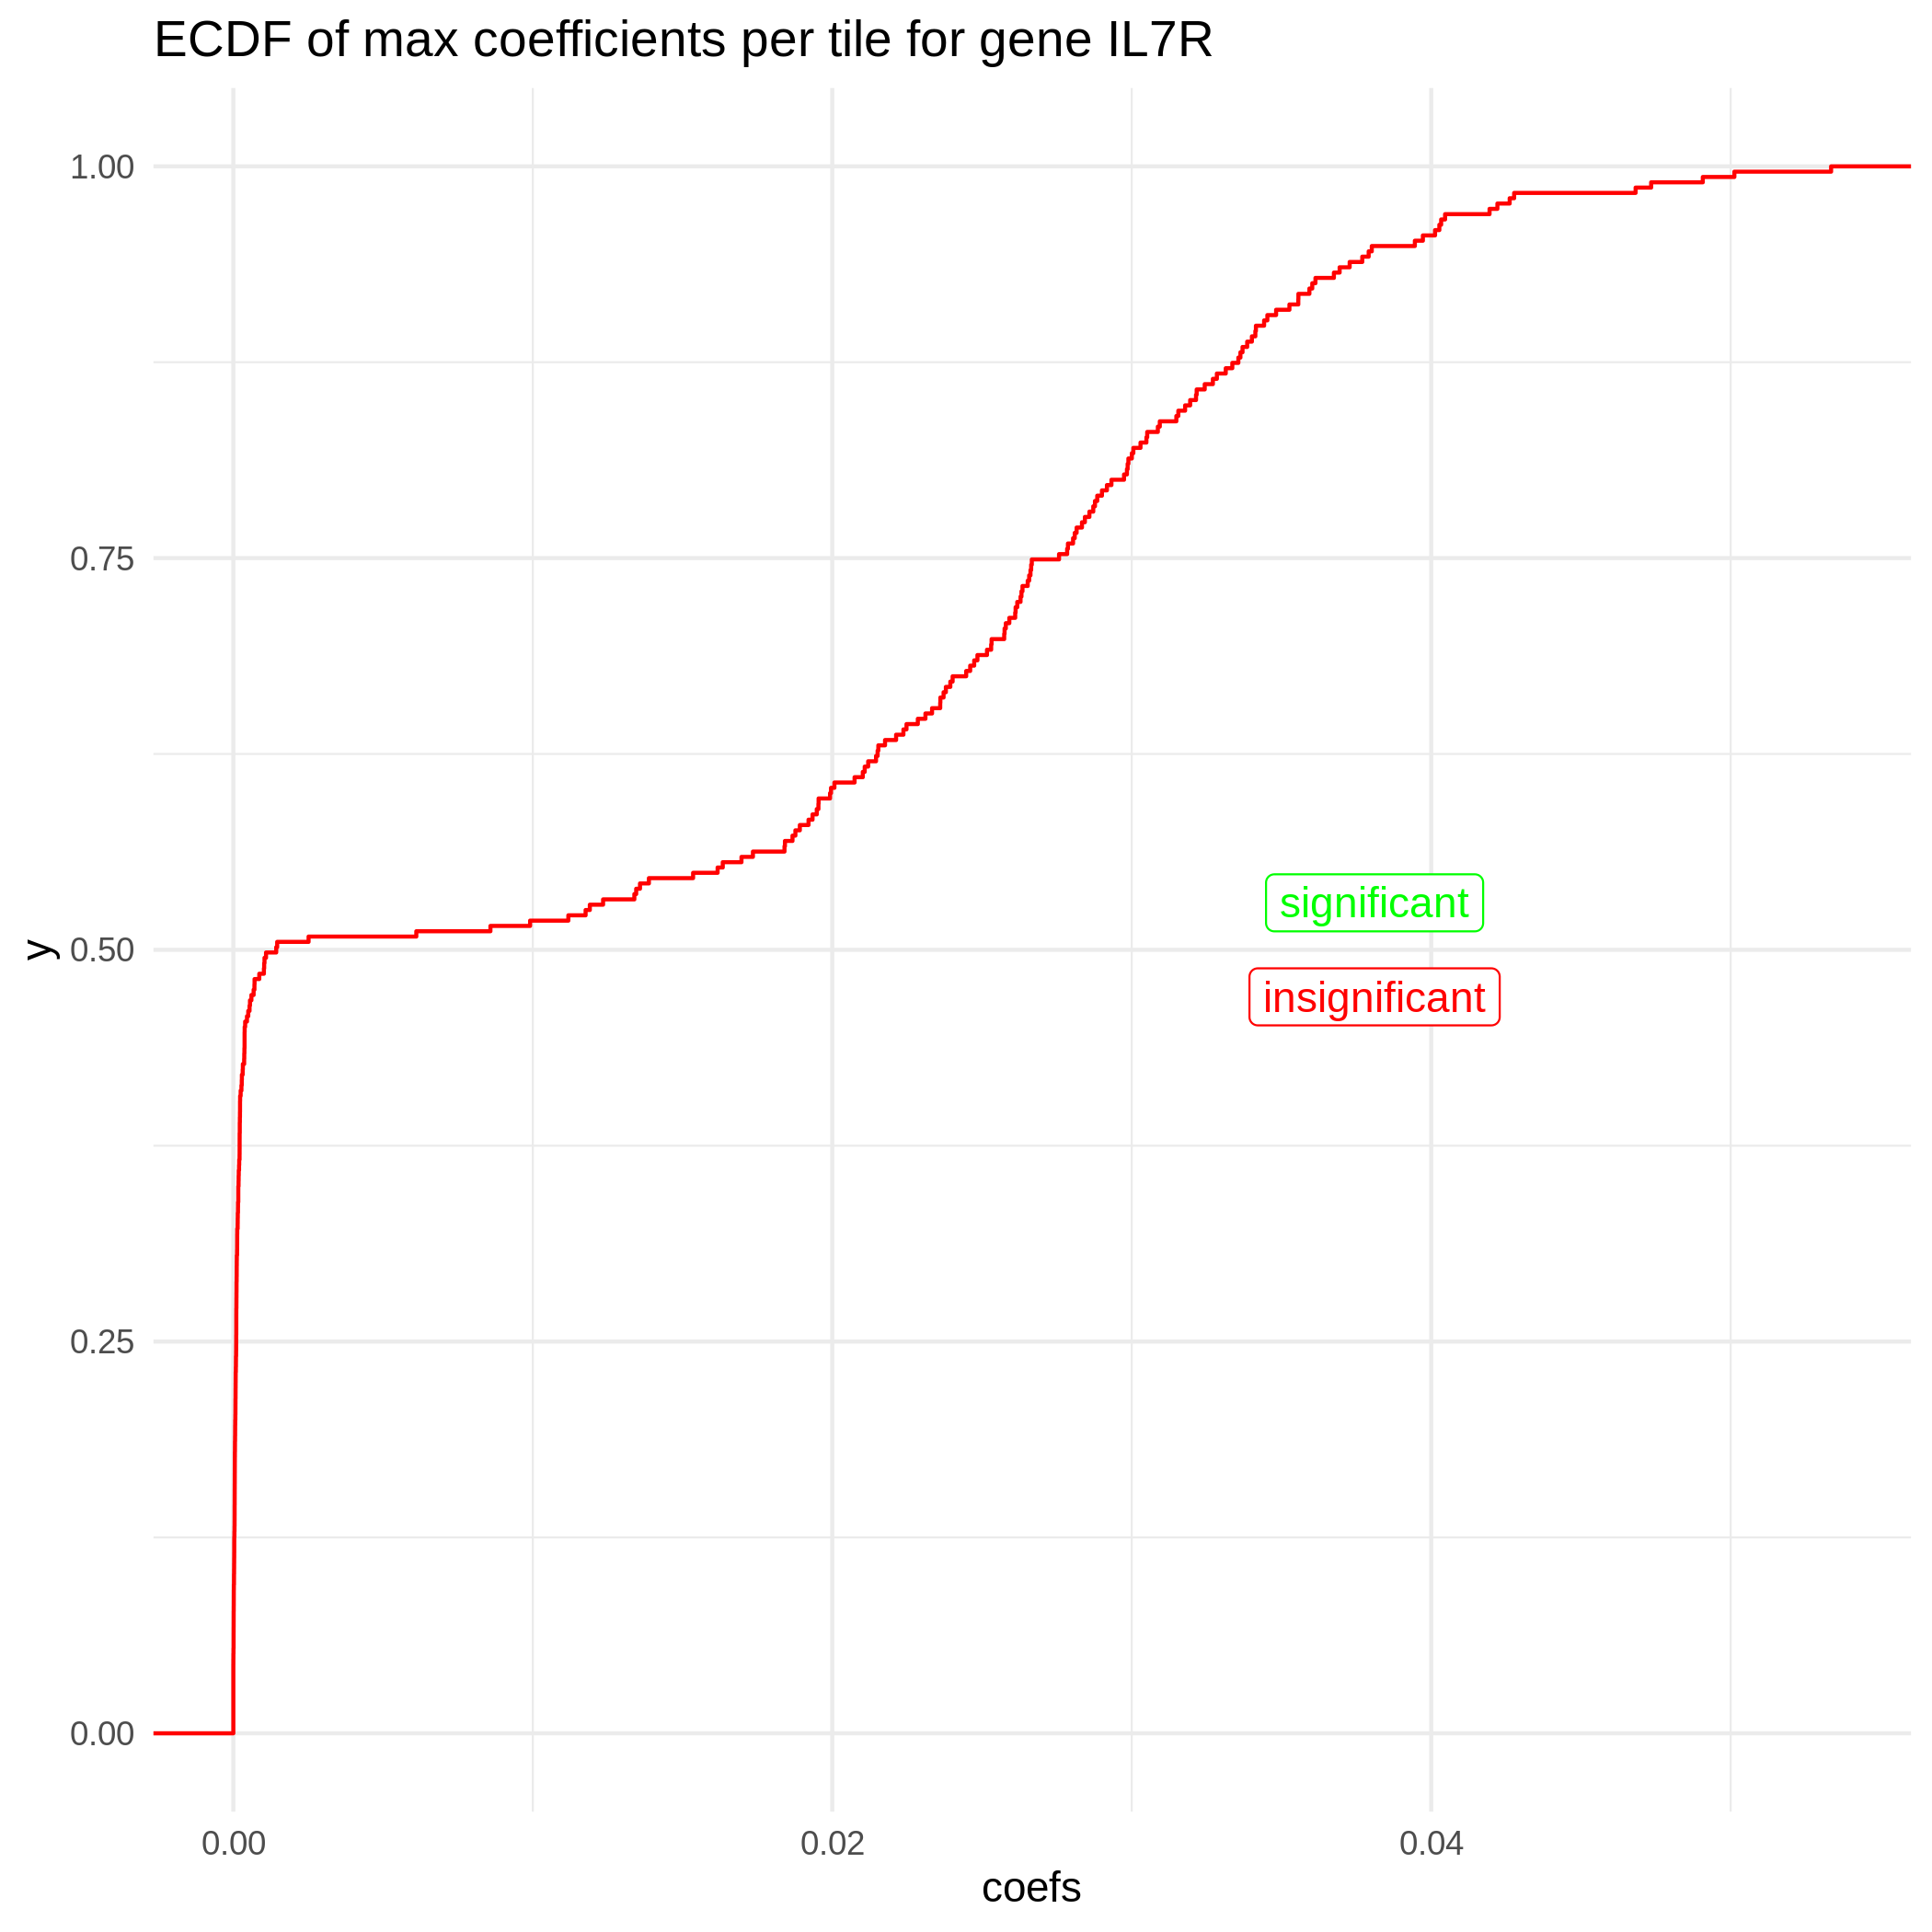 ECDF of max coefficients per tile for gene IL7R
1.00
0.75
0.50
0.25
0.00
y
significant
insignificant
0.00 0.02 0.04
coefs